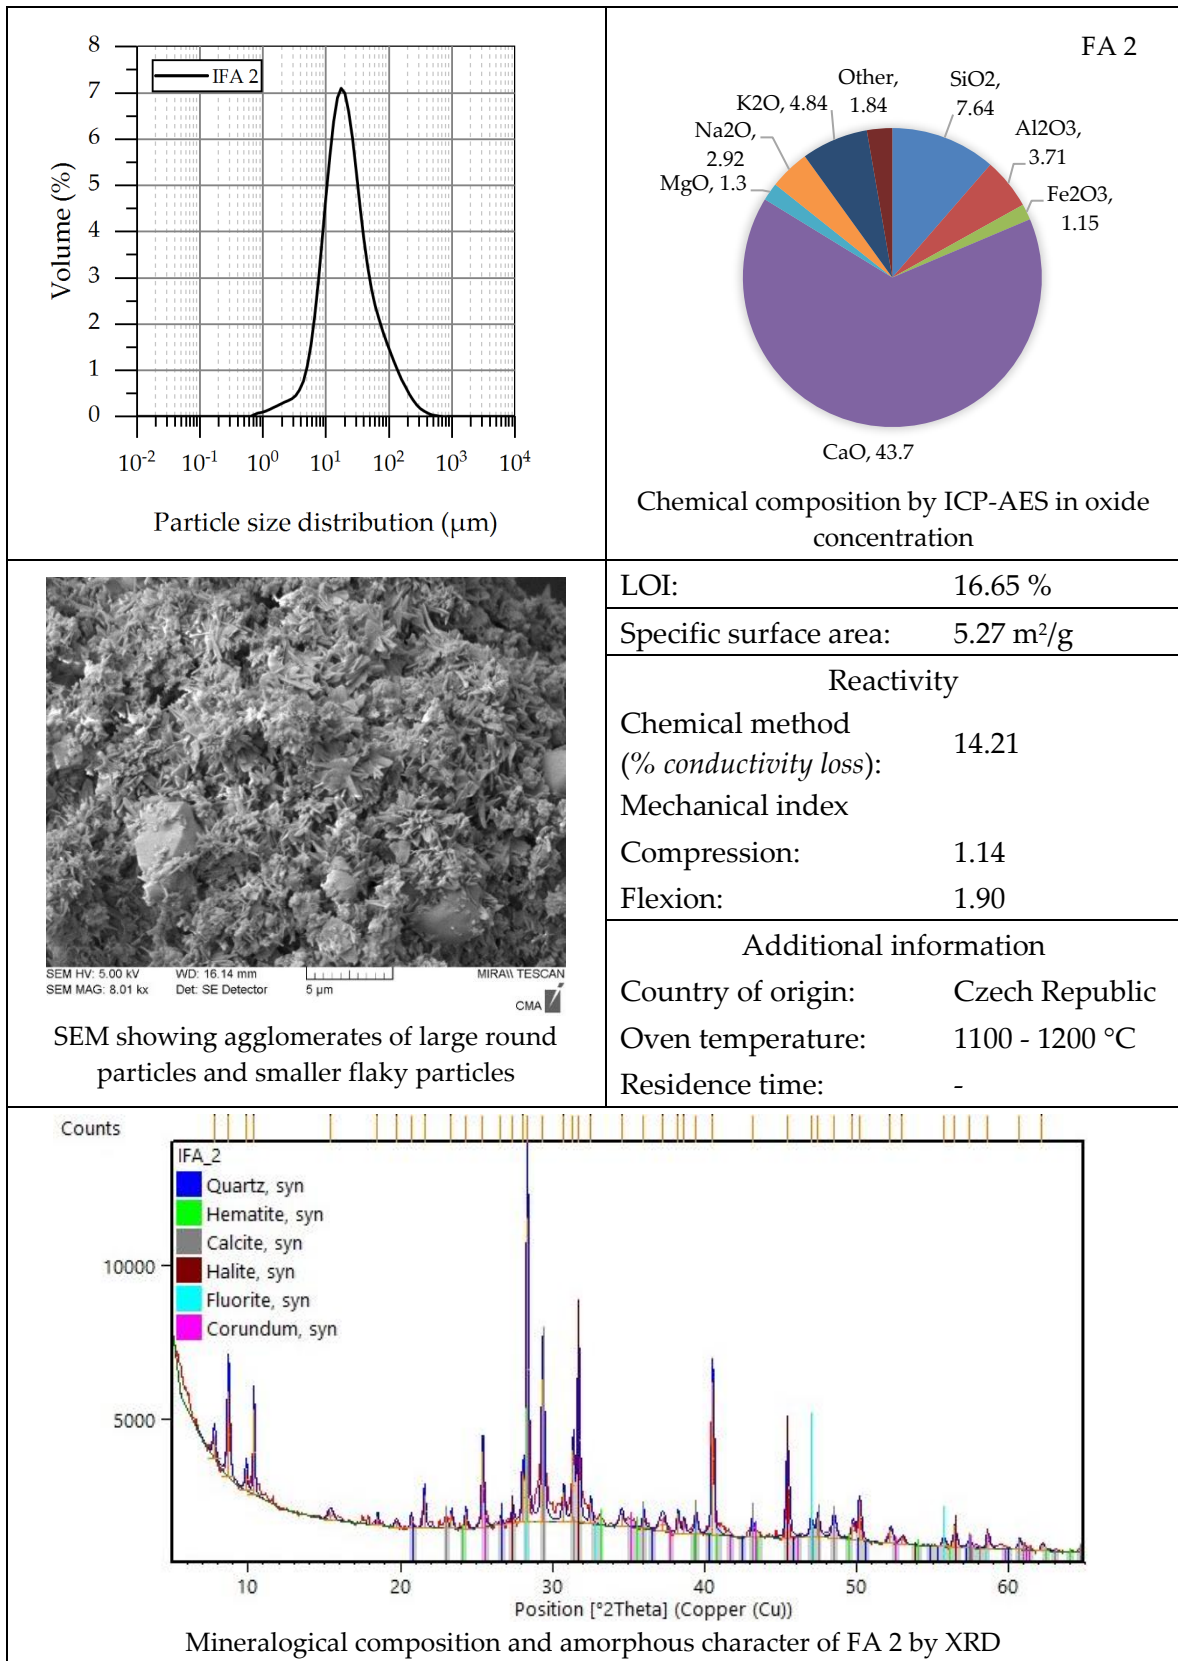 8
7
6
5
4
3
2
1
0
Volume (%)
IFA 2
10-2 10-1 100 101 102 103 104
Particle size distribution (µm)
FA 2
Other, 1.84
SiO2, 7.64
K2O, 4.84
Al2O3, 3.71
Na2O, 2.92
MgO, 1.3
Fe2O3, 1.15
CaO, 43.7
Chemical composition by ICP-AES in oxide
concentration
SEM HV: 5.00 kV WD: 16.14 mm MIRA\\ TESCAN
SEM MAG: 8.01 kx Det: SE Detector 5 µm
CMA
SEM showing agglomerates of large round
particles and smaller flaky particles
LOI: 16.65 %
Specific surface area: 5.27 m²/g
Reactivity
Chemical method
(% conductivity loss): 14.21
Mechanical index
Compression: 1.14
Flexion: 1.90
Additional information
Country of origin: Czech Republic
Oven temperature: 1100 - 1200 °C
Residence time: -
Counts
IFA_2
Quartz, syn
Hematite, syn
Calcite, syn
Halite, syn
Fluorite, syn
Corundum, syn
10000
5000
10 20 30 40 50 60
Position [°2Theta] (Copper (Cu))
Mineralogical composition and amorphous character of FA 2 by XRD